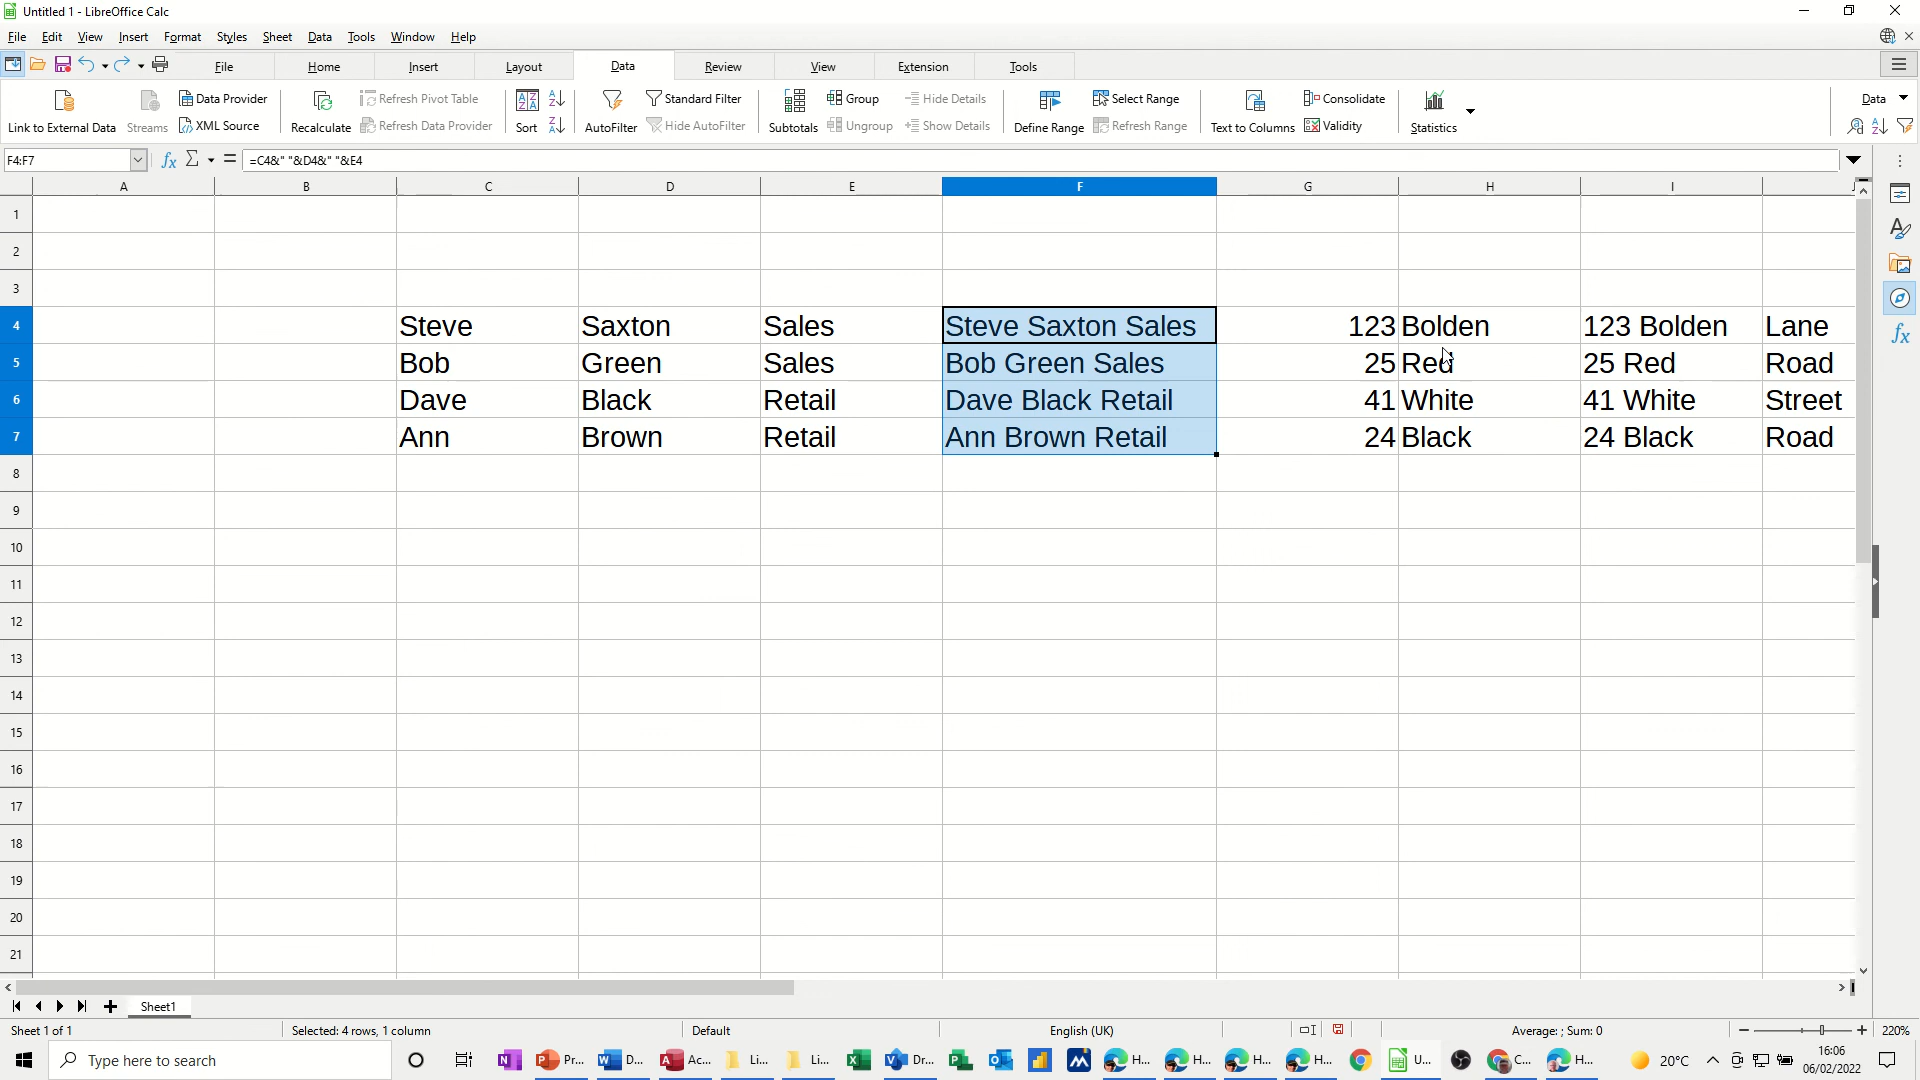 Untitled 1 - LibreOffice Calc
File Edit View Insert Format Styles Sheet Data Tools Window Help
File Home Insert Layout Data Review View Extension Tools
Link to External Data Streams Data Provider XML Source Recalculate Refresh Pivot Table Refresh Data Provider Sort AutoFilter Standard Filter Hide AutoFilter Subtotals Group Ungroup Hide Details Show Details Define Range Select Range Refresh Range Text to Columns Consolidate Validity Statistics Data
F4:F7 =C4&" "&D4&" "&E4
A B C D E F G H I
1
2
3
4 Steve Saxton Sales Steve Saxton Sales 123 Bolden 123 Bolden Lane
5 Bob Green Sales Bob Green Sales 25 Red 25 Red Road
6 Dave Black Retail Dave Black Retail 41 White 41 White Street
7 Ann Brown Retail Ann Brown Retail 24 Black 24 Black Road
8
9
10
11
12
13
14
15
16
17
18
19
20
21
Sheet1
Sheet 1 of 1 Selected: 4 rows, 1 column Default English (UK) Average: ; Sum: 0 220%
Type here to search Pr... D... Ac... Li... Li... Dr... H... H... H... H... U... C... H... 20°C 16:06
06/02/2022